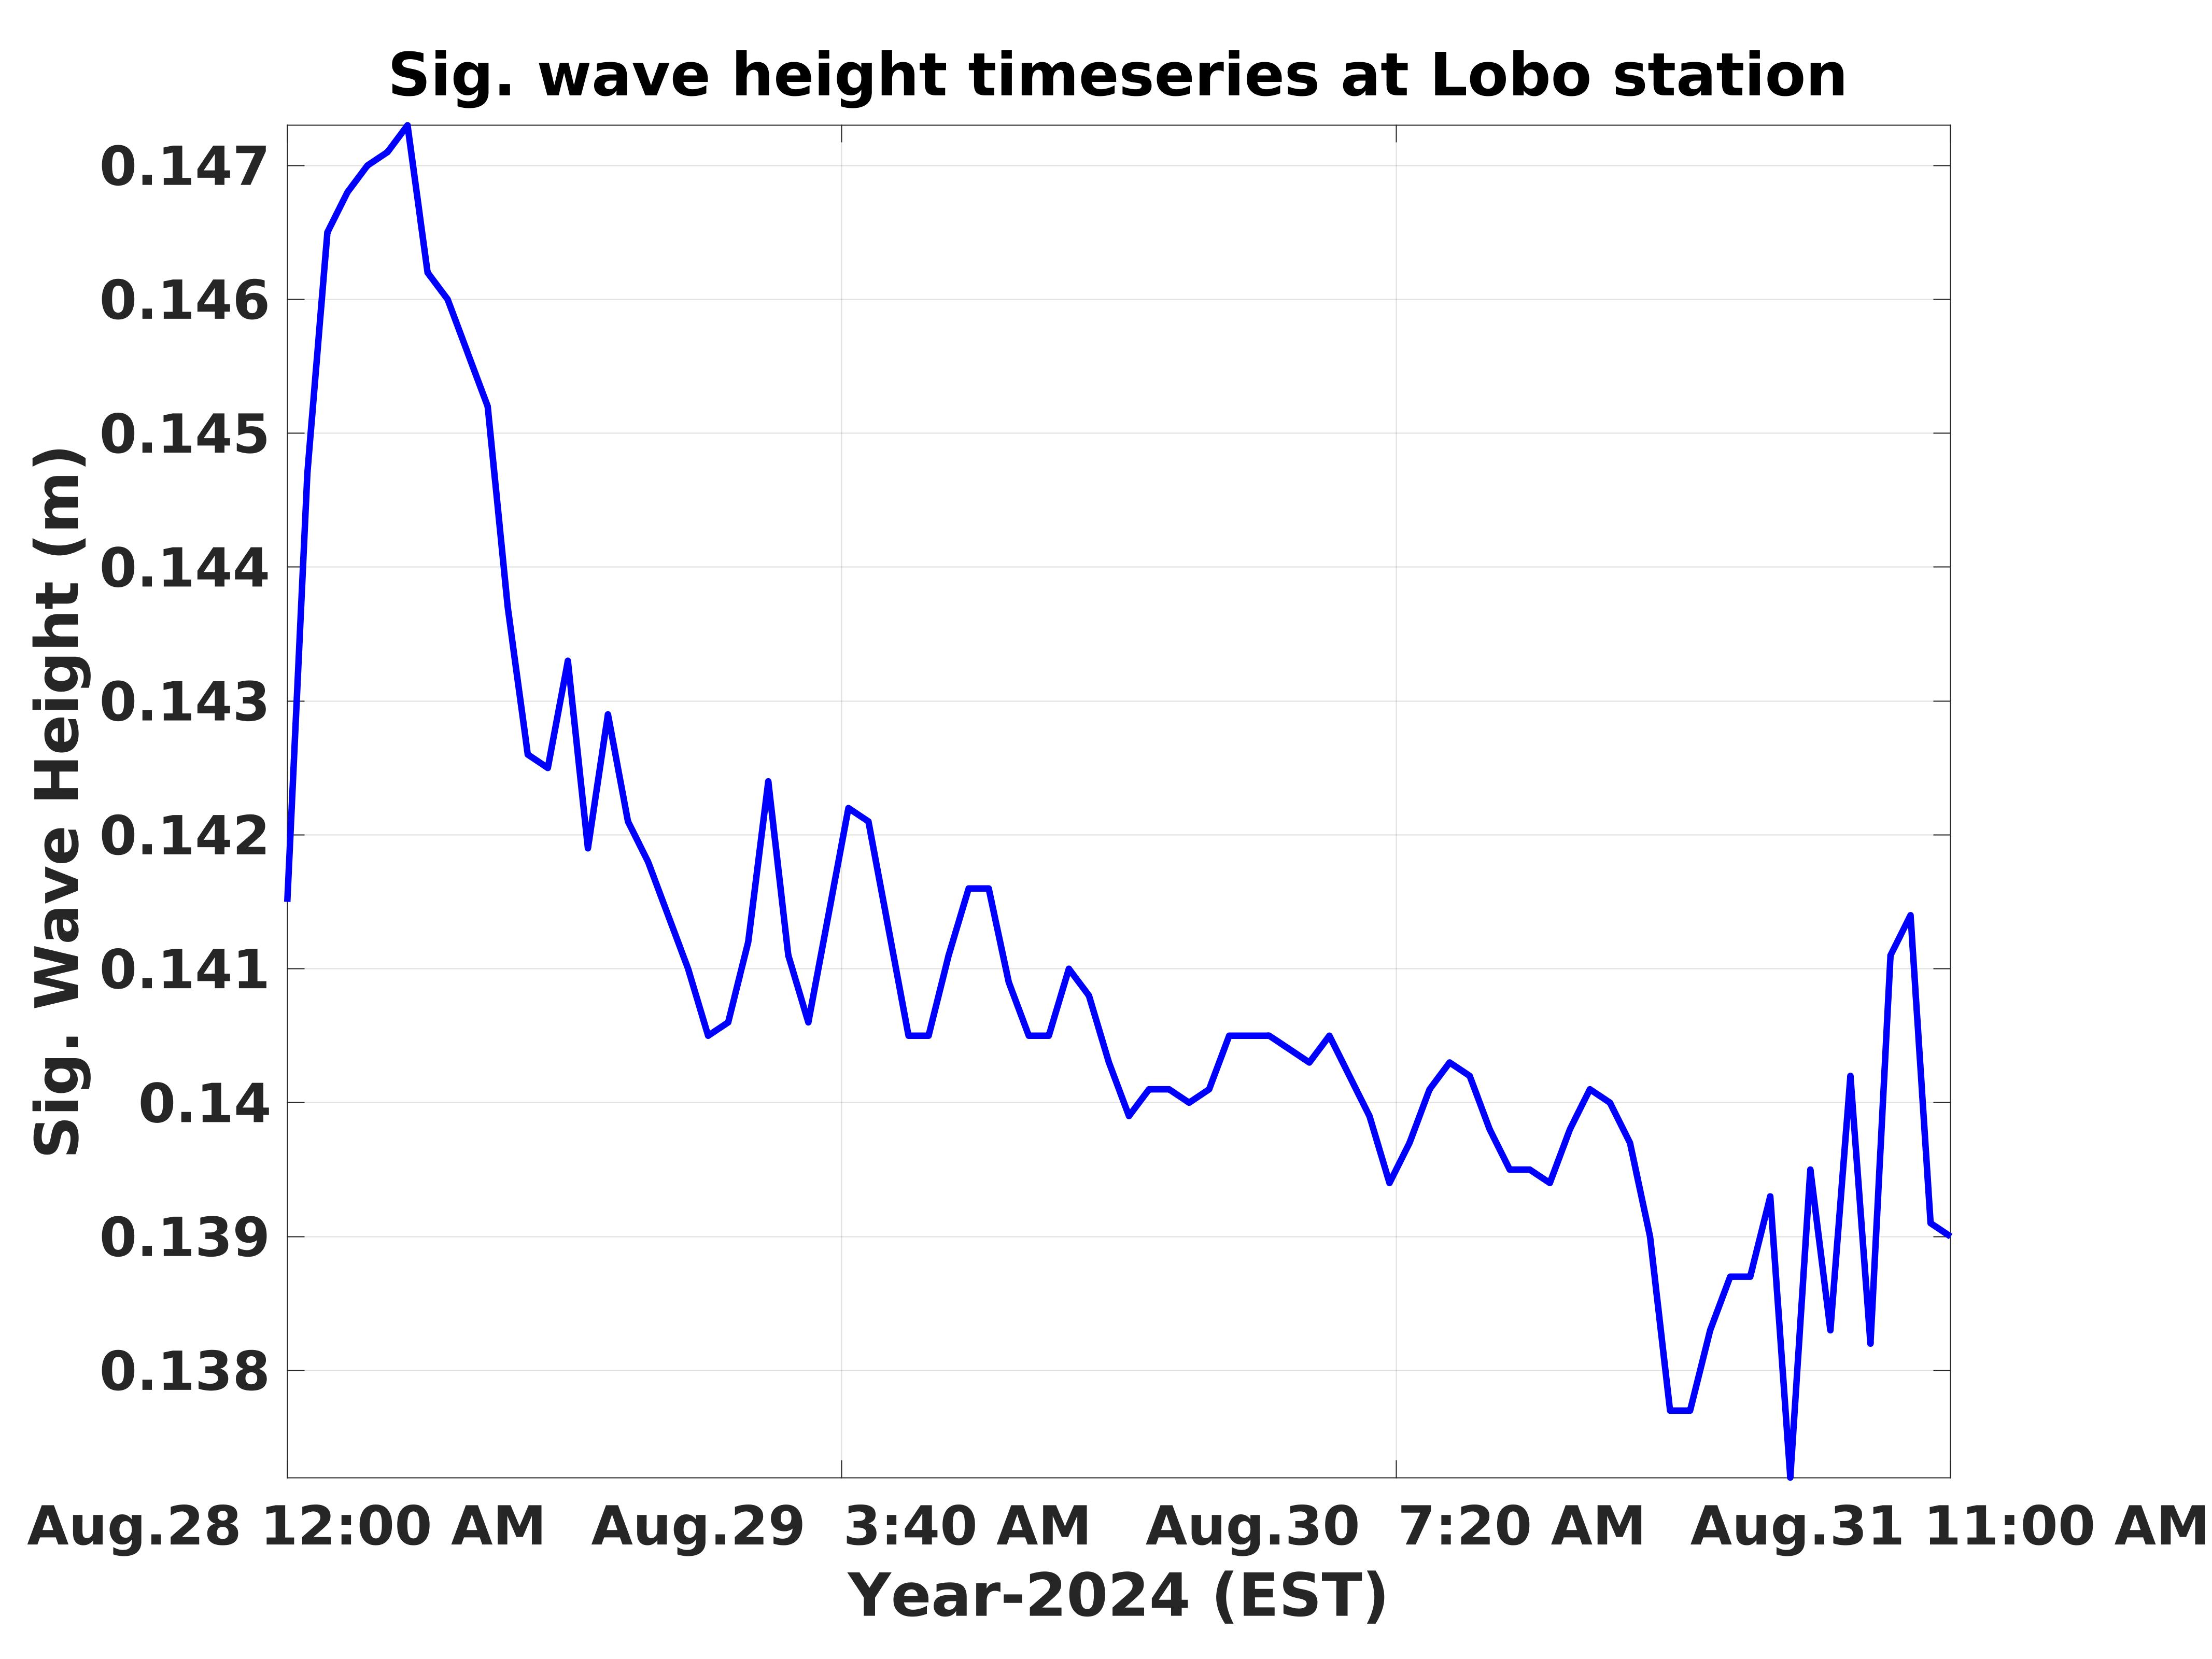 Sig. wave height timeseries at Lobo station
0.147
0.146
0.145
0.144
0.143
0.142
0.141
0.14
0.139
0.138
Sig. Wave Height (m)
Aug.28 12:00 AM Aug.29 3:40 AM Aug.30 7:20 AM Aug.31 11:00 AM
Year-2024 (EST)